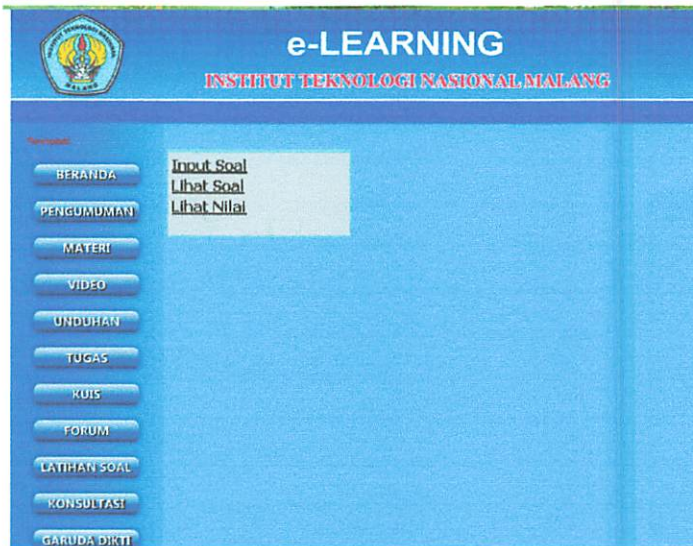 e-LEARNING
INSTITUT TEKNOLOGI NASIONAL MALANG
BERANDA
PENGUMUMAN
MATERI
VIDEO
UNDUHAN
TUGAS
KUIS
FORUM
LATIHAN SOAL
KONSULTASI
GARUDA DIKTI
Input Soal
Lihat Soal
Lihat Nilai